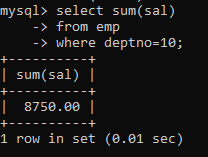 mysql> select sum(sal)
    -> from emp
    -> where deptno=10;
+----------+
| sum(sal) |
+----------+
|  8750.00 |
+----------+
1 row in set (0.01 sec)